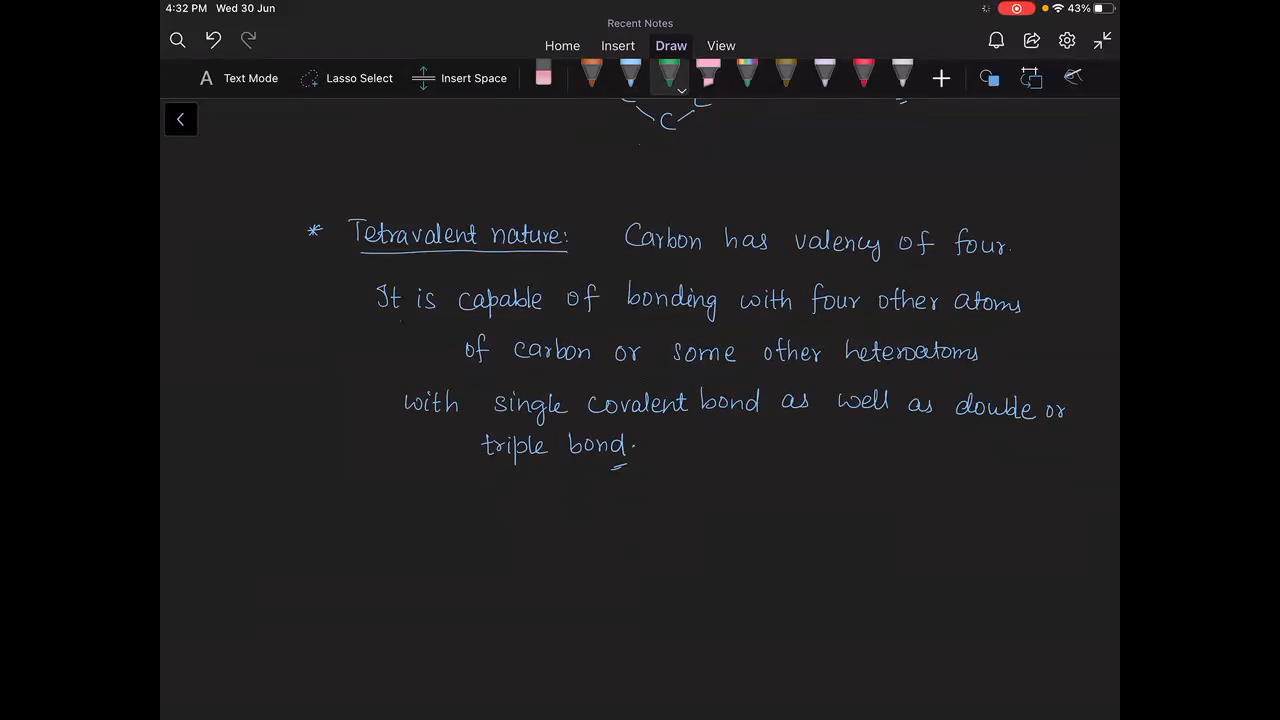 4:32 PM Wed 30 Jun 43%
Recent Notes
Home Insert Draw View
Text Mode Lasso Select Insert Space
C
* Tetravalent nature: Carbon has valency of four.
It is capable of bonding with four other atoms
of carbon or some other heteroatoms
with single covalent bond as well as double or
triple bond.